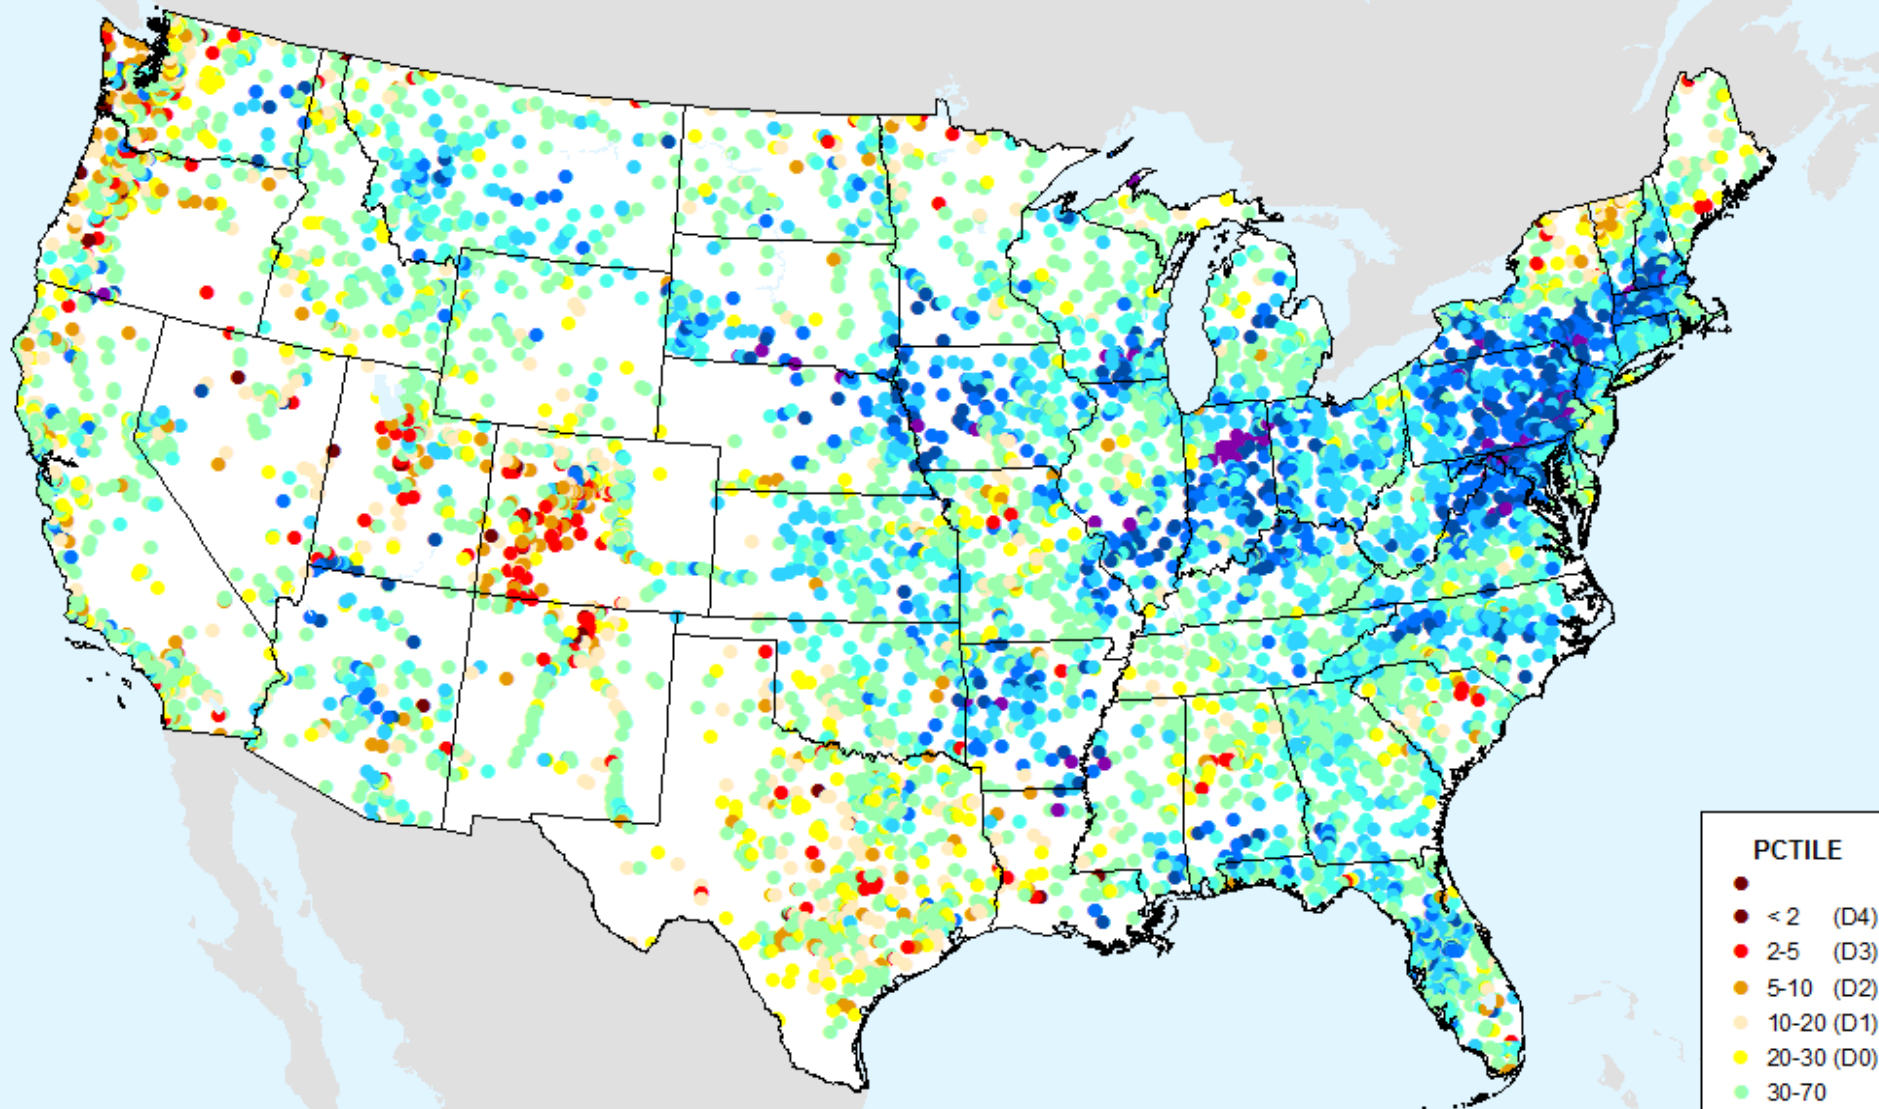 PCTILE
< 2 (D4)
2-5 (D3)
5-10 (D2)
10-20 (D1)
20-30 (D0)
30-70